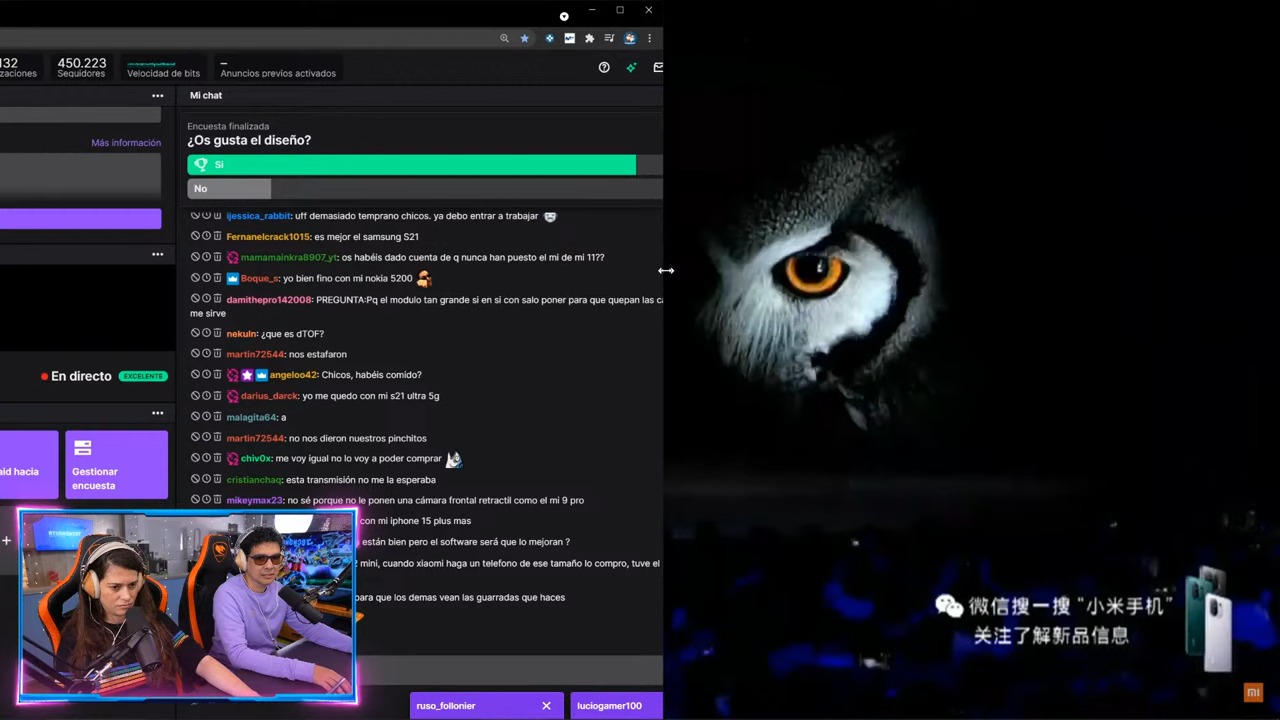 132
450.223
–
zaciones
Seguidores
Velocidad de bits
Anuncios previos activados
Mi chat
Más información
Encuesta finalizada
¿Os gusta el diseño?
Si
No
ijessica_rabbit: uff demasiado temprano chicos. ya debo entrar a trabajar
Fernanelcrack1015: es mejor el samsung S21
mamamainkra8907_yt: os habéis dado cuenta de q nunca han puesto el mi de mi 11??
Boque_s: yo bien fino con mi nokia 5200
damithepro142008: PREGUNTA:Pq el modulo tan grande si en si con salo poner para que quepan las ca
me sirve
nekuln: ¿que es dTOF?
martin72544: nos estafaron
En directo
EXCELENTE
angeloo42: Chicos, habéis comido?
darius_darck: yo me quedo con mi s21 ultra 5g
malagita64: a
martin72544: no nos dieron nuestros pinchitos
chiv0x: me voy igual no lo voy a poder comprar
cristianchaq: esta transmisión no me la esperaba
mikeymax23: no sé porque no le ponen una cámara frontal retractil como el mi 9 pro
con mi iphone 15 plus mas
están bien pero el software será que lo mejoran ?
mini, cuando xiaomi haga un telefono de ese tamaño lo compro, tuve el
para que los demas vean las guarradas que haces
aid hacia
Gestionar
encuesta
ruso_follonier
luciogamer100
微信搜一搜“小米手机”
关注了解新品信息
mi